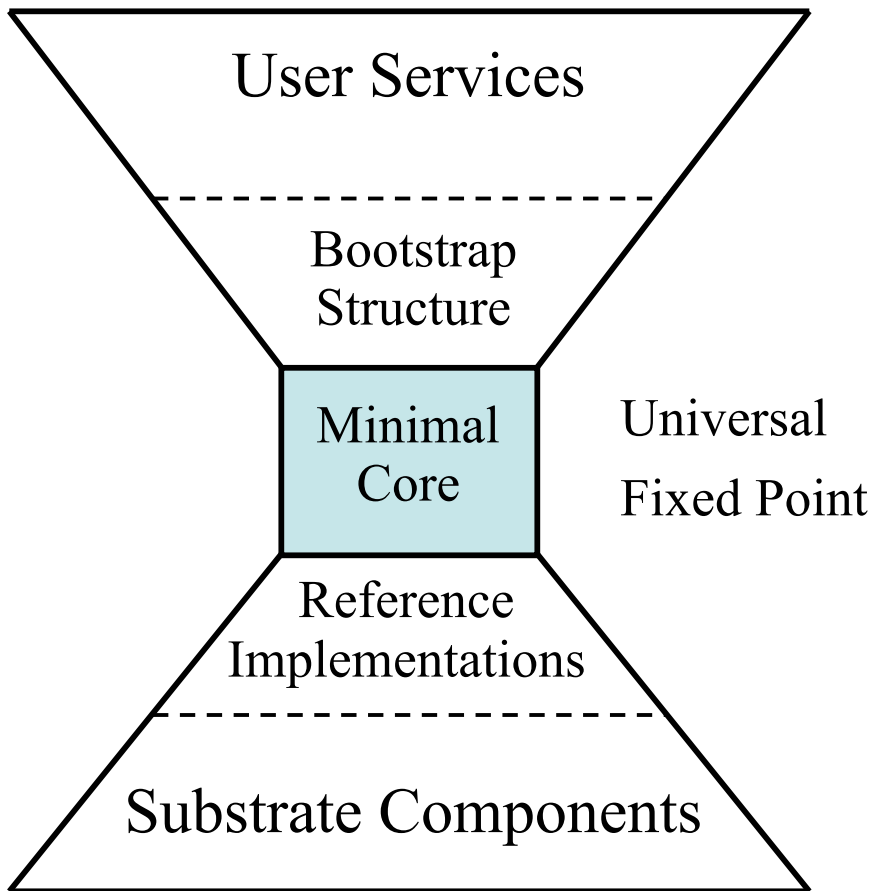 User Services
Bootstrap
Structure
Minimal
Core
Universal
Fixed Point
Reference
Implementations
Substrate Components